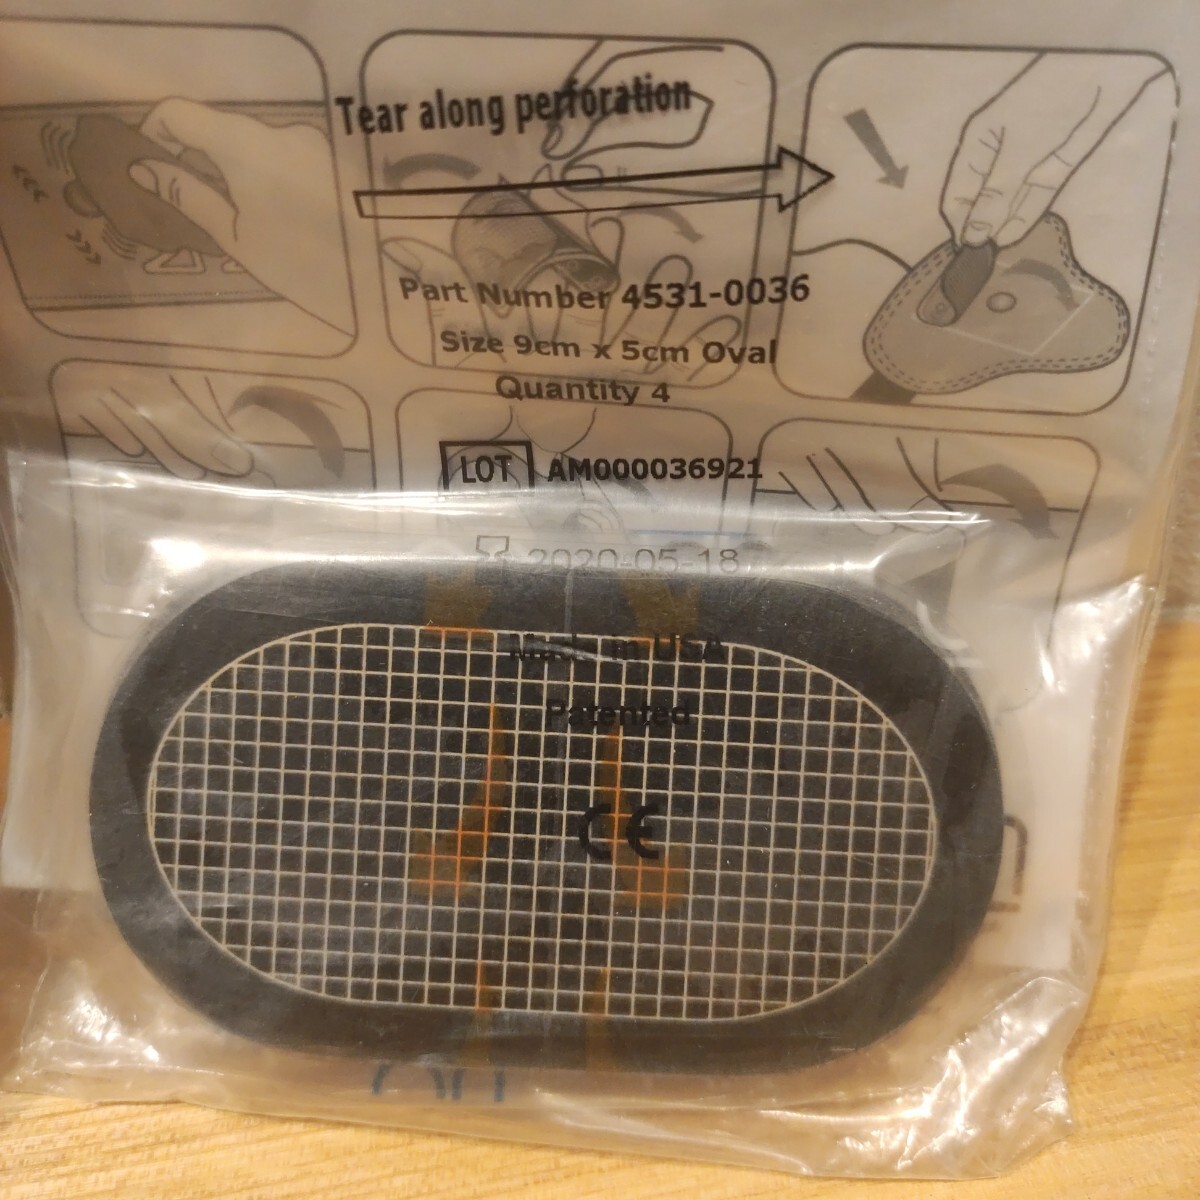 Tear along perforation
Part Number 4531-0036
Size 9cm x 5cm Oval
Quantity 4
LOT AM000036921
2020-05-18
Made in USA
Patented
CE